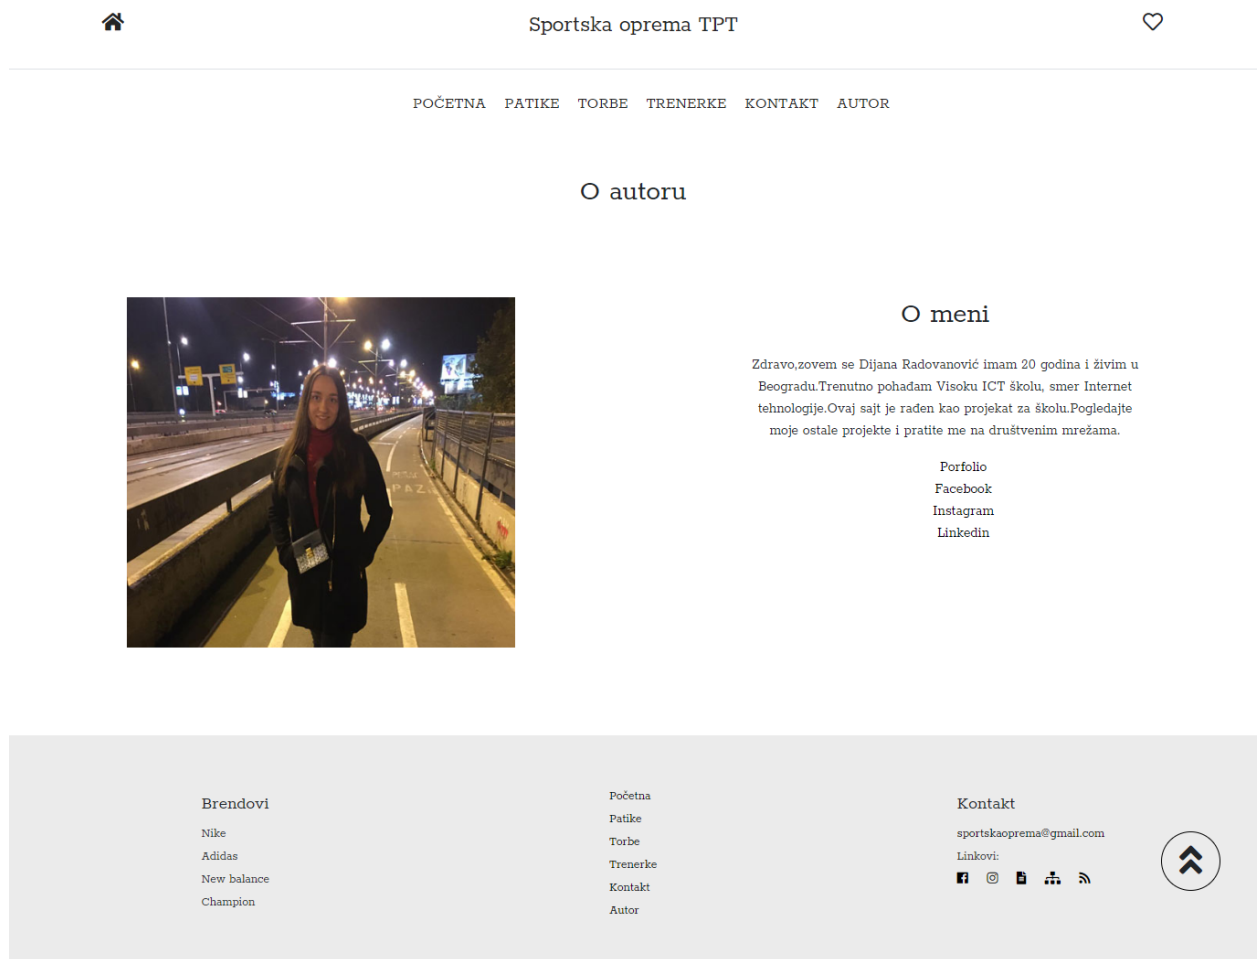 Sportska oprema TPT
POČETNA PATIKE TORBE TRENERKE KONTAKT AUTOR
O autoru
PAZI
O meni
Zdravo,zovem se Dijana Radovanović imam 20 godina i živim u
Beogradu.Trenutno pohađam Visoku ICT školu, smer Internet
tehnologije.Ovaj sajt je rađen kao projekat za školu.Pogledajte
moje ostale projekte i pratite me na društvenim mrežama.
Porfolio
Facebook
Instagram
Linkedin
Brendovi
Nike
Adidas
New balance
Champion
Početna
Patike
Torbe
Trenerke
Kontakt
Autor
Kontakt
sportskaoprema@gmail.com
Linkovi: